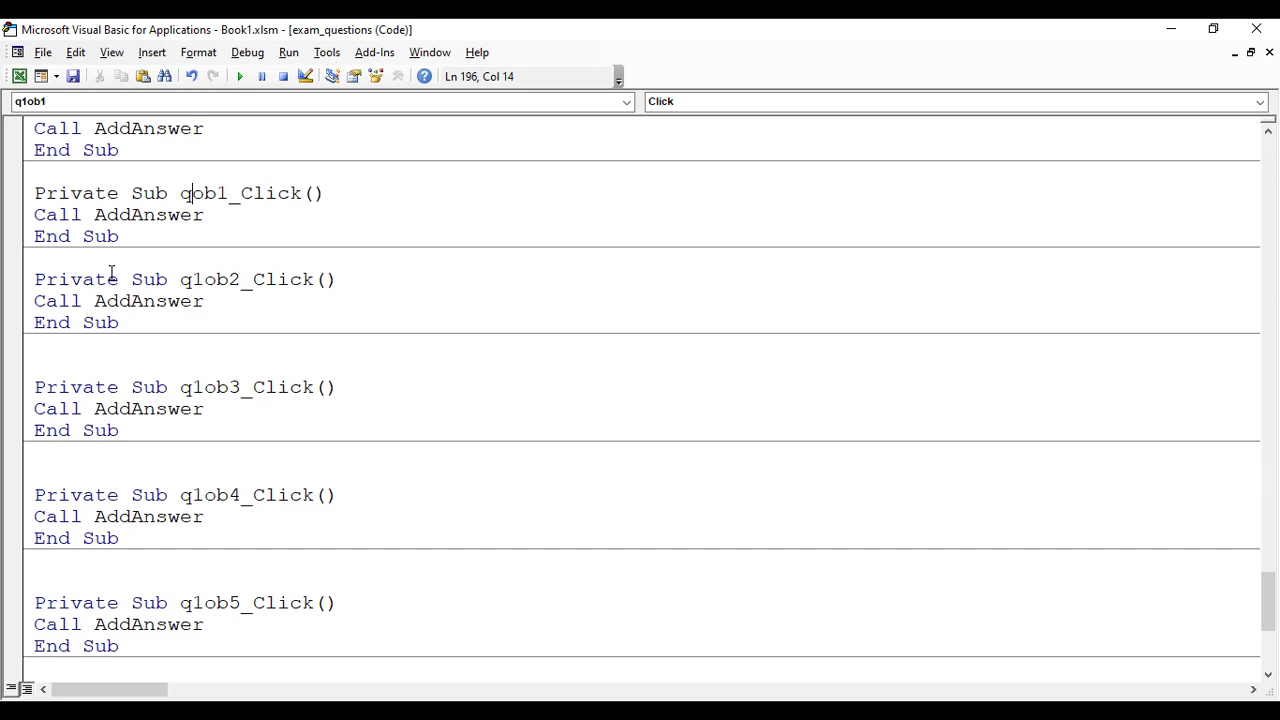 Microsoft Visual Basic for Applications - Book1.xlsm - [exam_questions (Code)]
File Edit View Insert Format Debug Run Tools Add-Ins Window Help
Ln 196, Col 14
q1ob1 Click
Call AddAnswer
End Sub
Private Sub qob1_Click()
Call AddAnswer
End Sub
Private Sub q1ob2_Click()
Call AddAnswer
End Sub
Private Sub q1ob3_Click()
Call AddAnswer
End Sub
Private Sub q1ob4_Click()
Call AddAnswer
End Sub
Private Sub q1ob5_Click()
Call AddAnswer
End Sub